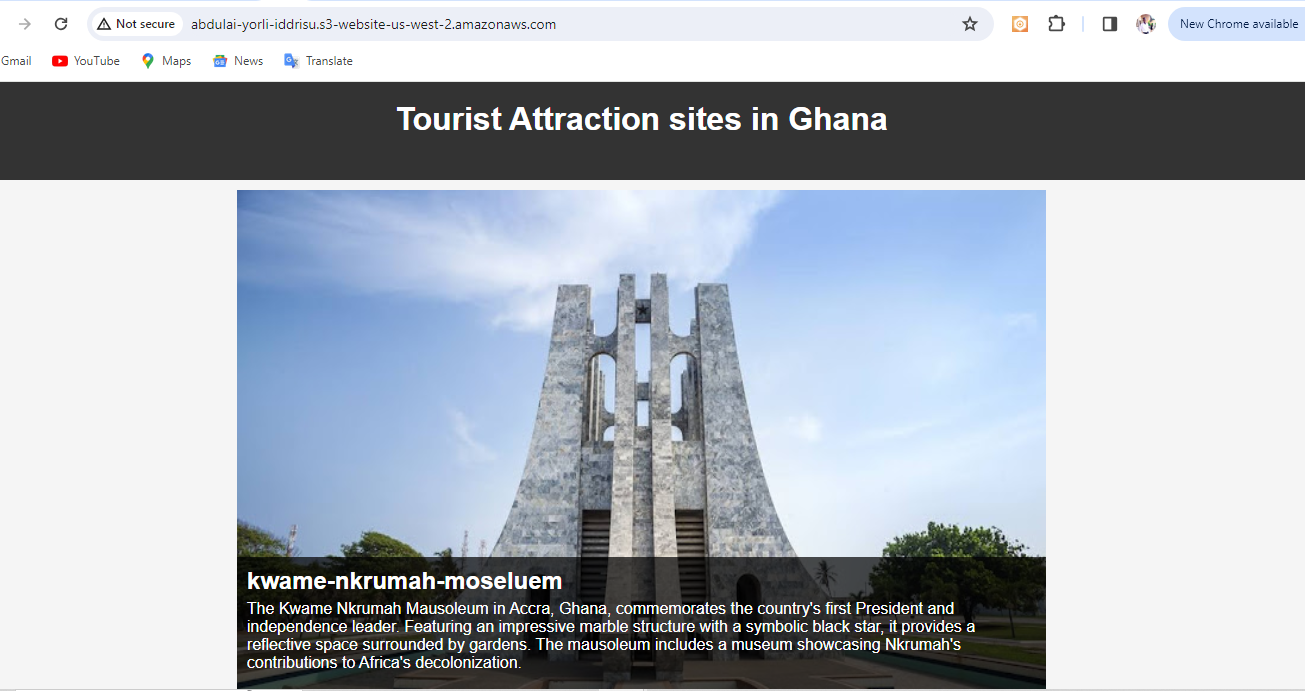 Not secure
abdulai-yorli-iddrisu.s3-website-us-west-2.amazonaws.com
New Chrome available
Gmail
YouTube
Maps
News
Translate
Tourist Attraction sites in Ghana
kwame-nkrumah-moseluem
The Kwame Nkrumah Mausoleum in Accra, Ghana, commemorates the country's first President and
independence leader. Featuring an impressive marble structure with a symbolic black star, it provides a
reflective space surrounded by gardens. The mausoleum includes a museum showcasing Nkrumah's
contributions to Africa's decolonization.